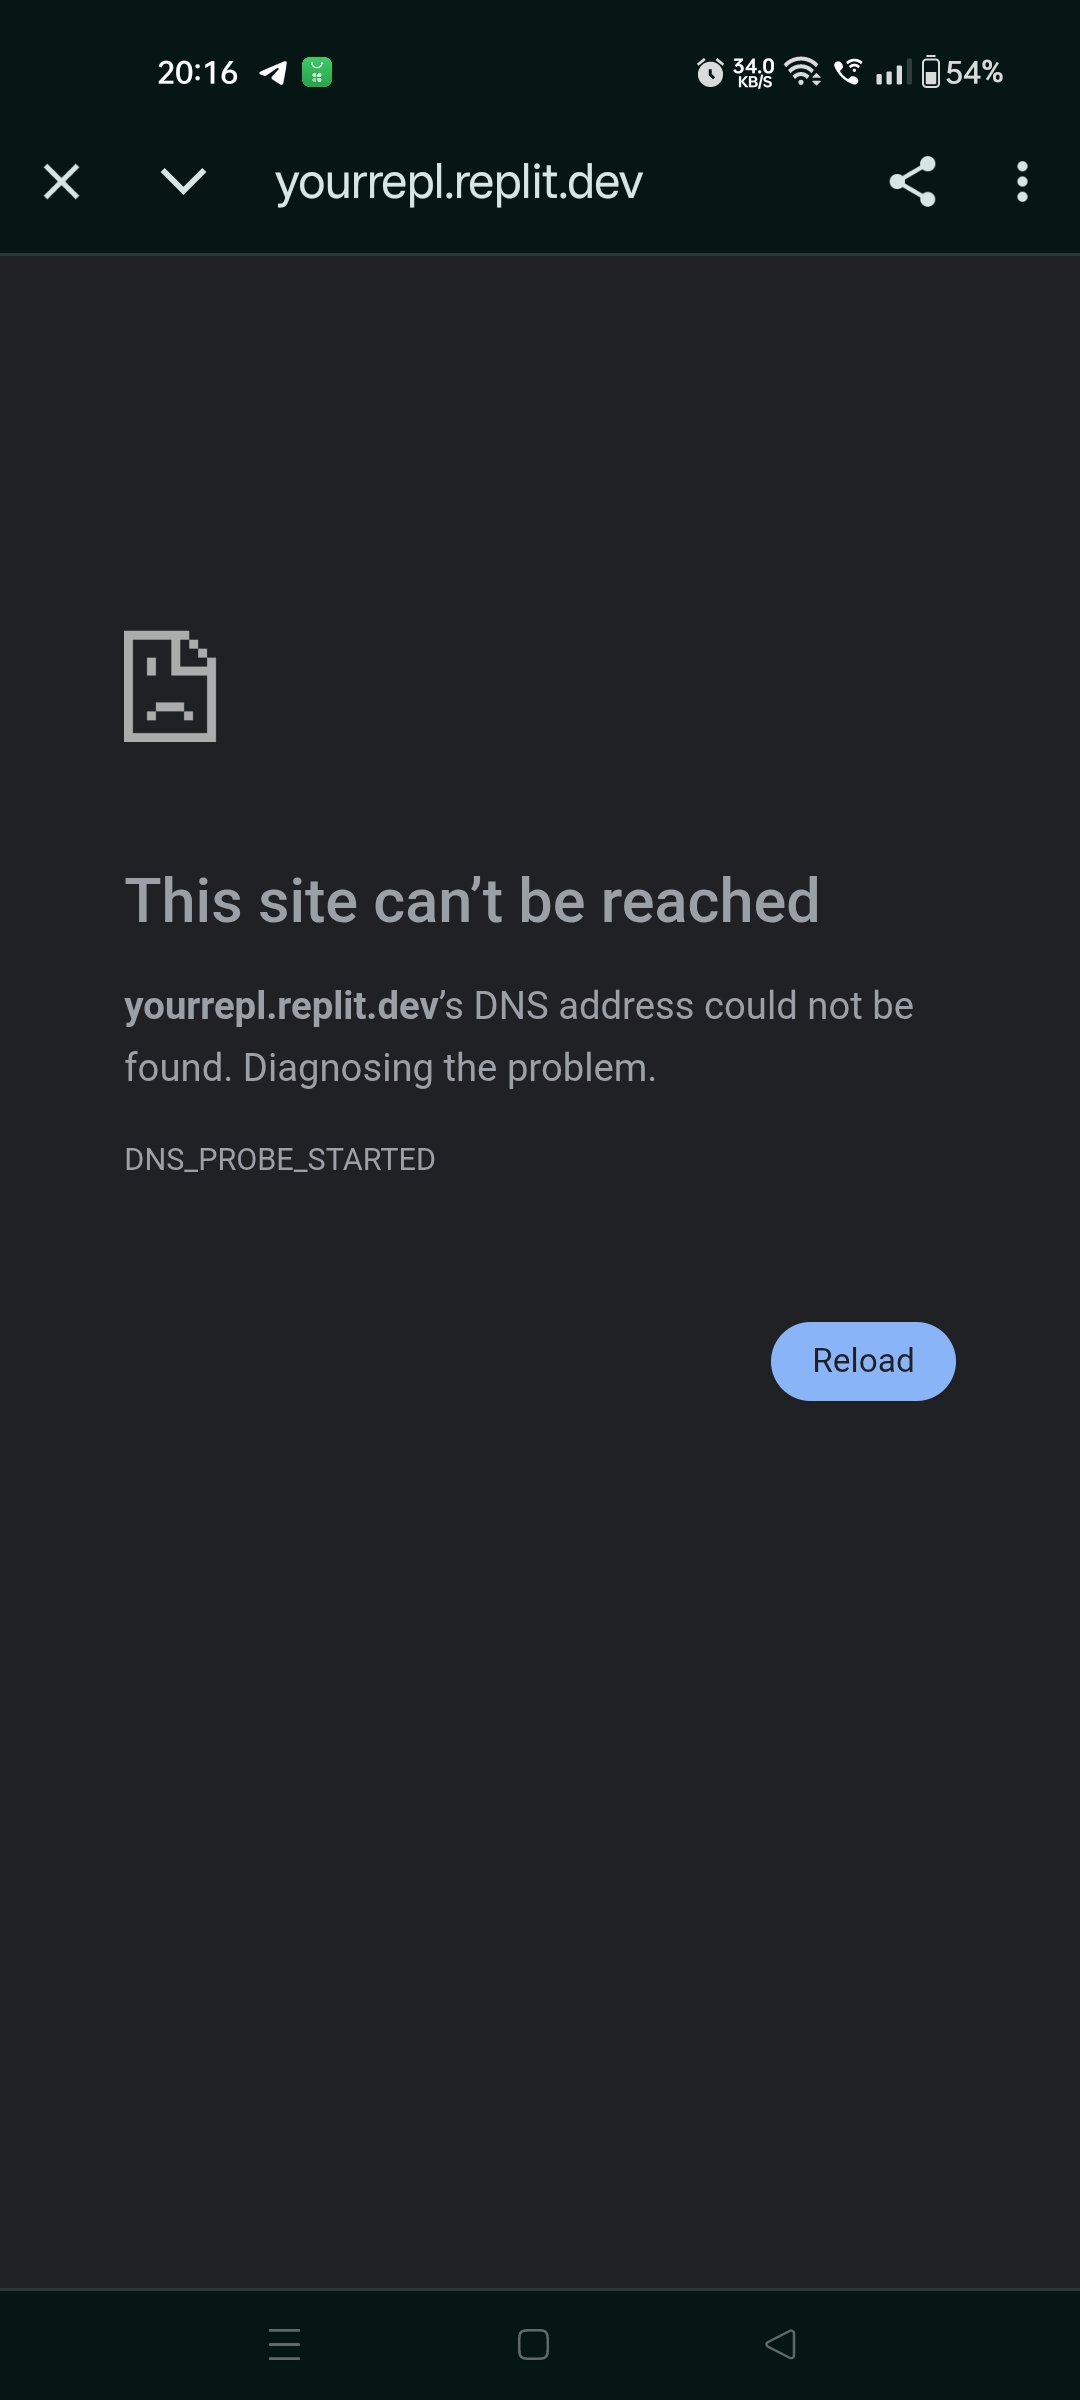 20:16
34.0
KB/S
54%
yourrepl.replit.dev
This site can’t be reached
yourrepl.replit.dev’s DNS address could not be
found. Diagnosing the problem.
DNS_PROBE_STARTED
Reload